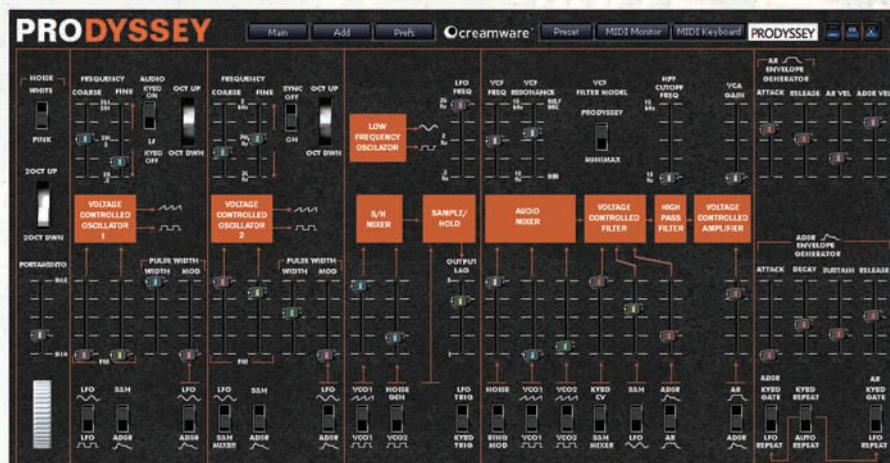 PRODYSSEY
Main
Add
Prefs
creamware
Preset
MIDI Monitor
MIDI Keyboard
PRODYSSEY
NOISE
WHITE
PINK
2OCT UP
2OCT DWN
PORTAMENTO
MAX
MIN
FREQUENCY
COARSE FINE
AUDIO
KYBD
ON
LF
KYBD
OFF
OCT UP
OCT DWN
VOLTAGE
CONTROLLED
OSCILLATOR
1
PULSE WIDTH
WIDTH MOD
FM
LFO
S&H
LFO
LFO
ADSR
ADSR
FREQUENCY
COARSE FINE
SYNC
OFF
ON
OCT UP
OCT DWN
VOLTAGE
CONTROLLED
OSCILLATOR
2
PULSE WIDTH
WIDTH MOD
FM
LFO
S&H
LFO
S&H
MIXER
ADSR
ADSR
LFO
FREQ
LOW
FREQUENCY
OSCILATOR
S/H
MIXER
SAMPLE/
HOLD
OUTPUT
LAG
VCO1
NOISE
GEN
LFO
TRIG
VCO1
VCO2
KYBD
TRIG
VCF
FREQ
VCF
RESONANCE
VCF
FILTER MODEL
PRODYSSEY
MINIMAX
HPF
CUTOFF
FREQ
VCA
GAIN
AUDIO
MIXER
VOLTAGE
CONTROLLED
FILTER
HIGH
PASS
FILTER
VOLTAGE
CONTROLLED
AMPLIFIER
NOISE
VCO1
VCO2
KYBD
CV
S&H
ADSR
AR
RING
MOD
VCO1
VCO2
S&H
MIXER
LFO
AR
ADSR
AR
ENVELOPE
GENERATOR
ATTACK RELEASE AR VEL ADSR VEL
ADSR
ENVELOPE
GENERATOR
ATTACK DECAY SUSTAIN RELEASE
ADSR
KYBD
GATE
KYBD
REPEAT
AR
KYBD
GATE
LFO
REPEAT
AUTO
REPEAT
LFO
REPEAT